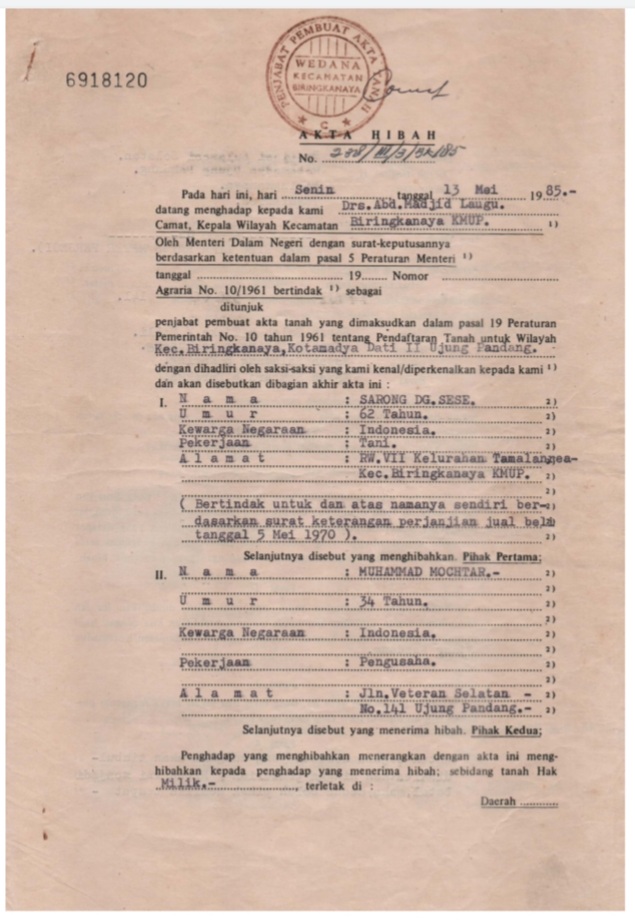 PENJABAT PEMBUAT AKTA TANAH
WEDANA
KECAMATAN
BIRINGKANAYA
C
6918120
AKTA HIBAH
No. 238/III/3/3K/85
Pada hari ini, hari Senin tanggal 13 Mei 1985.-
datang menghadap kepada kami Drs.Abd.Madjid Laugu.
Camat, Kepala Wilayah Kecamatan Biringkanaya KMUP. 1)
Oleh Menteri Dalam Negeri dengan surat-keputusannya
berdasarkan ketentuan dalam pasal 5 Peraturan Menteri 1)
tanggal .......... 19........ Nomor ..........
Agraria No. 10/1961 bertindak 1) sebagai
ditunjuk
penjabat pembuat akta tanah yang dimaksudkan dalam pasal 19 Peraturan
Pemerintah No. 10 tahun 1961 tentang Pendaftaran Tanah untuk Wilayah
Kec.Biringkanaya,Kotamadya Dati II Ujung Pandang.
dengan dihadliri oleh saksi-saksi yang kami kenal/diperkenalkan kepada kami 1)
dan akan disebutkan dibagian akhir akta ini :
I. N a m a : SARONG DG.SESE. 2)
U m u r : 62 Tahun. 2)
Kewarga Negaraan : Indonesia. 2)
Pekerjaan : Tani. 2)
A l a m a t : RW.VII Kelurahan Tamalangea-
Kec.Biringkanaya KMUP. 2)
2)
( Bertindak untuk dan atas namanya sendiri ber- 2)
dasarkan surat keterangan perjanjian jual beli 2)
tanggal 5 Mei 1970 ). 2)
Selanjutnya disebut yang menghibahkan. Pihak Pertama;
II. N a m a : MUHAMMAD MOCHTAR.- 2)
2)
U m u r : 34 Tahun. 2)
2)
Kewarga Negaraan : Indonesia. 2)
2)
Pekerjaan : Pengusaha. 2)
2)
A l a m a t : Jln.Veteran Selatan - 2)
No.141 Ujung Pandang.- 2)
Selanjutnya disebut yang menerima hibah. Pihak Kedua;
Penghadap yang menghibahkan menerangkan dengan akta ini meng-
hibahkan kepada penghadap yang menerima hibah; sebidang tanah Hak
Milik.- .........., terletak di :
Daerah ..........